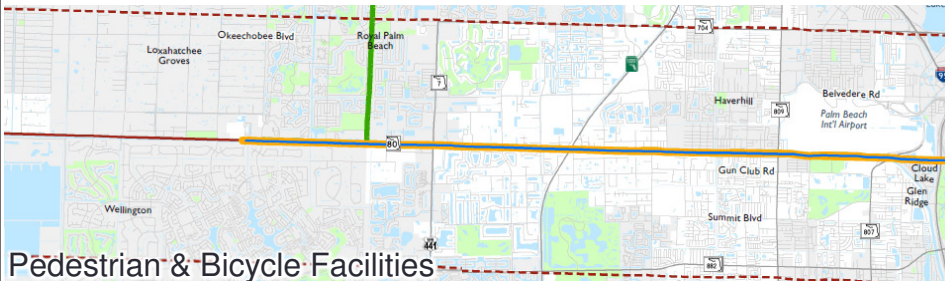 704
Okeechobee Blvd
Royal Palm
Beach
Loxahatchee
Groves
7
Belvedere Rd
Haverhill
809
Palm Beach
Int'l Airport
80
Gun Club Rd
Cloud
Lake
Glen
Ridge
Wellington
Summit Blvd
807
441
882
Pedestrian & Bicycle Facilities